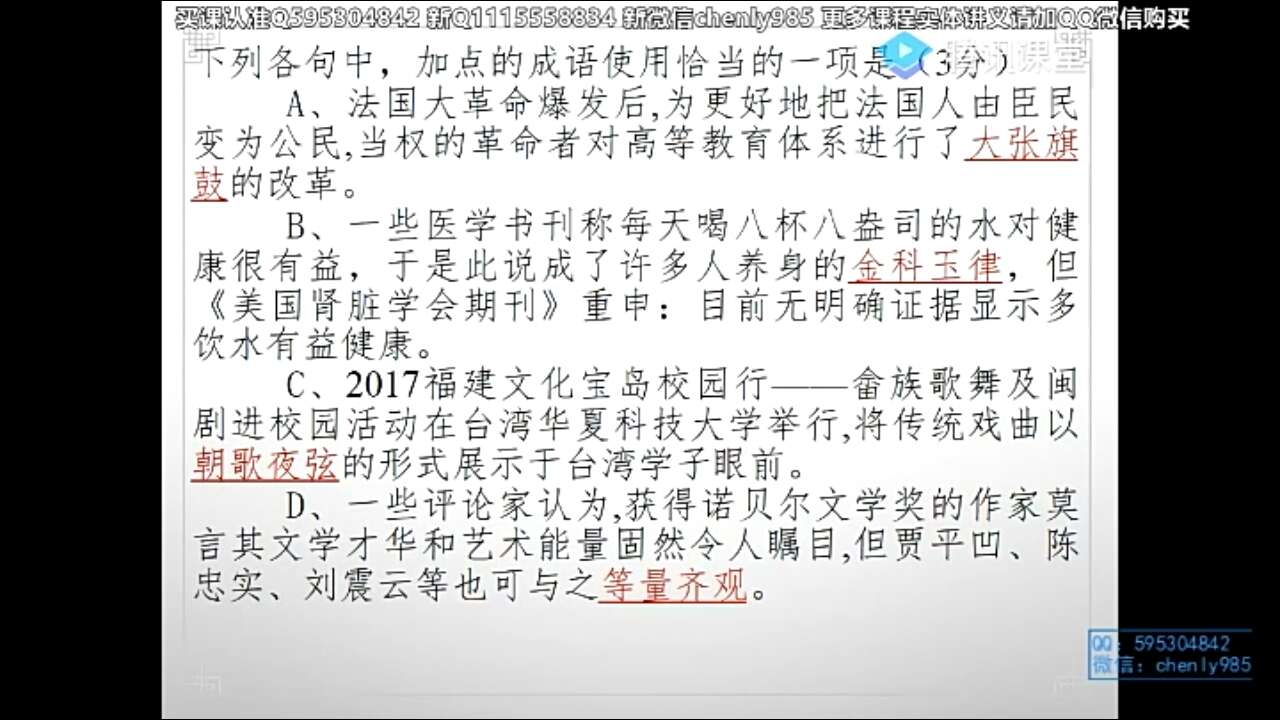 买课认准Q595304842 新Q1115558834 新微信chenly985 更多课程实体讲义请加QQ微信购买
下列各句中，加点的成语使用恰当的一项是（3分）
腾讯课堂
A、法国大革命爆发后,为更好地把法国人由臣民
变为公民,当权的革命者对高等教育体系进行了大张旗
鼓的改革。
B、一些医学书刊称每天喝八杯八盎司的水对健
康很有益，于是此说成了许多人养身的金科玉律，但
《美国肾脏学会期刊》重申：目前无明确证据显示多
饮水有益健康。
C、2017福建文化宝岛校园行——畲族歌舞及闽
剧进校园活动在台湾华夏科技大学举行,将传统戏曲以
朝歌夜弦的形式展示于台湾学子眼前。
D、一些评论家认为,获得诺贝尔文学奖的作家莫
言其文学才华和艺术能量固然令人瞩目,但贾平凹、陈
忠实、刘震云等也可与之等量齐观。
QQ：595304842
微信：chenly985